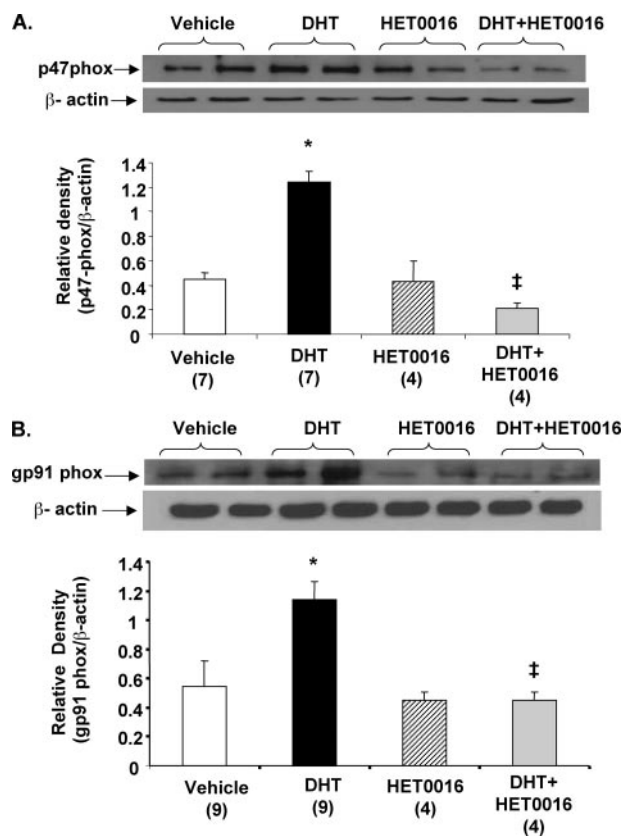 A.
Vehicle DHT HET0016 DHT+HET0016
p47phox
β- actin
*
1.4
1.2
1
0.8
0.6
0.4
0.2
0
Relative density
(p47-phox/β-actin)
‡
Vehicle
(7)
DHT
(7)
HET0016
(4)
DHT+
HET0016
(4)
B.
Vehicle DHT HET0016 DHT+HET0016
gp91 phox
β- actin
*
1.4
1.2
1
0.8
0.6
0.4
0.2
0
Relative Density
(gp91 phox/β-actin)
‡
Vehicle
(9)
DHT
(9)
HET0016
(4)
DHT+
HET0016
(4)